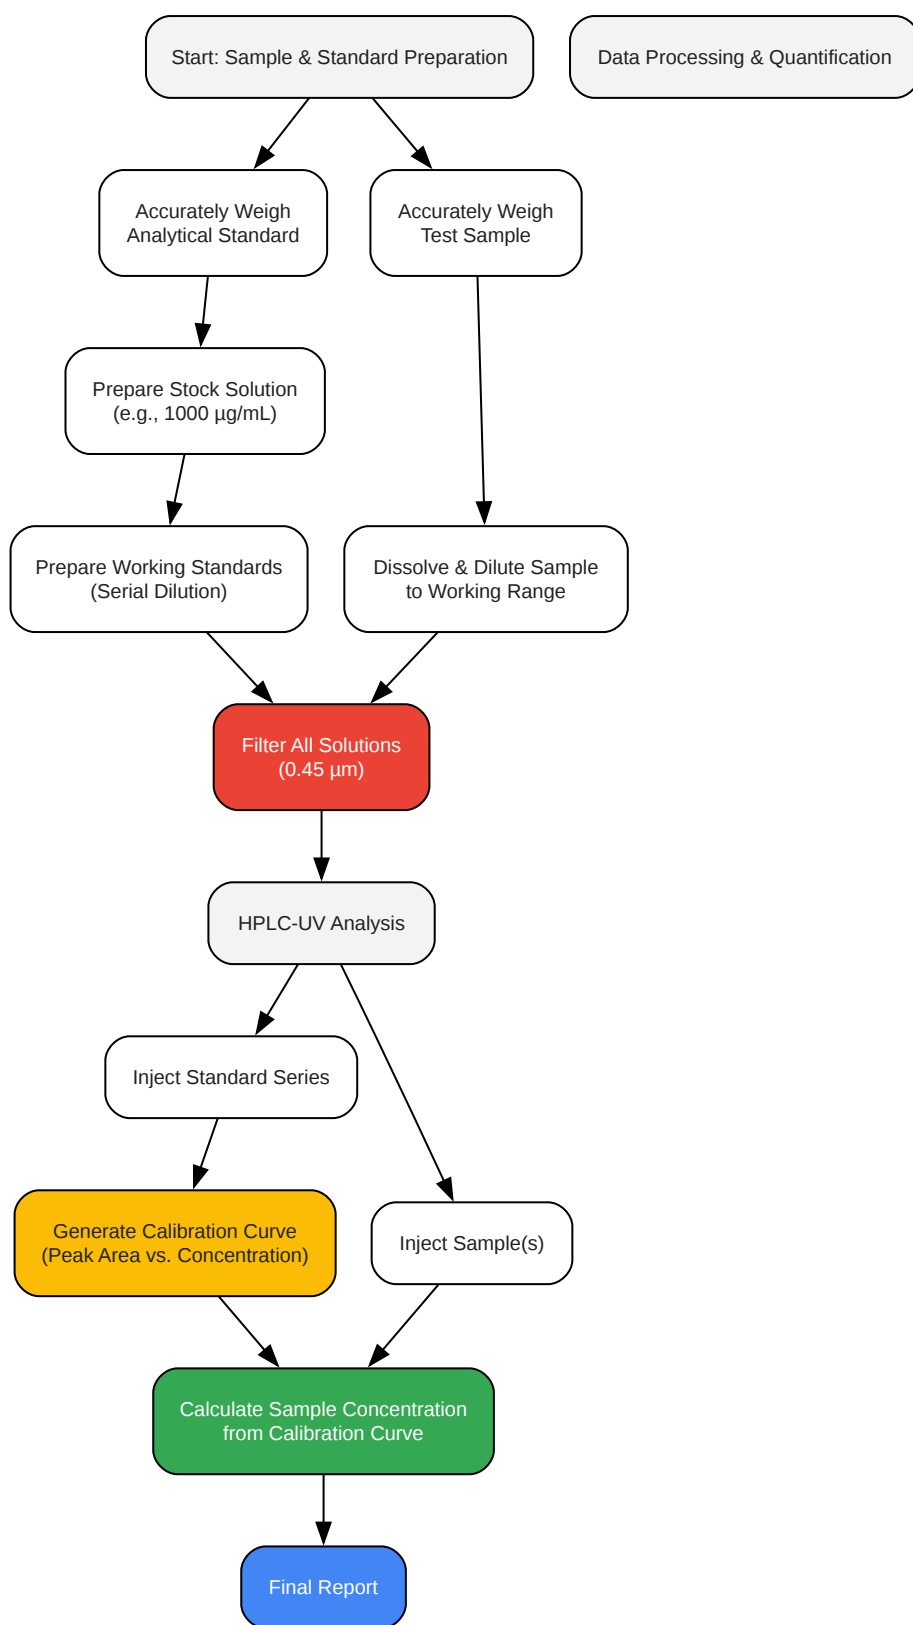 Start: Sample & Standard Preparation
Data Processing & Quantification
Accurately Weigh
Analytical Standard
Accurately Weigh
Test Sample
Prepare Stock Solution
(e.g., 1000 µg/mL)
Prepare Working Standards
(Serial Dilution)
Dissolve & Dilute Sample
to Working Range
Filter All Solutions
(0.45 µm)
HPLC-UV Analysis
Inject Standard Series
Generate Calibration Curve
(Peak Area vs. Concentration)
Inject Sample(s)
Calculate Sample Concentration
from Calibration Curve
Final Report